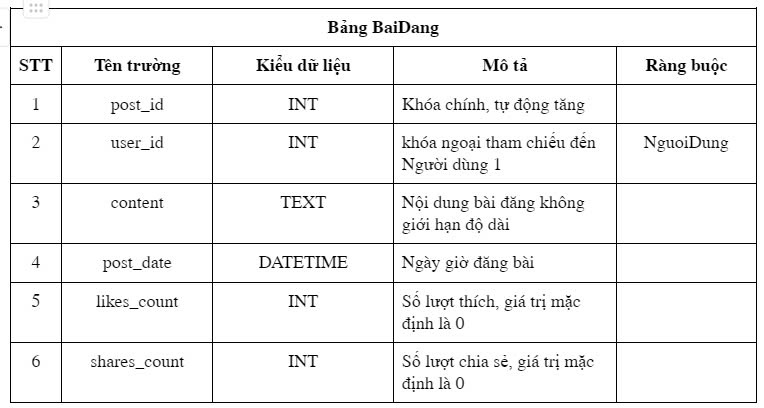 Bảng BaiDang
STT Tên trường Kiểu dữ liệu Mô tả Ràng buộc
1 post_id INT Khóa chính, tự động tăng
2 user_id INT khóa ngoại tham chiếu đến NguoiDung
Người dùng 1
3 content TEXT Nội dung bài đăng không
giới hạn độ dài
4 post_date DATETIME Ngày giờ đăng bài
5 likes_count INT Số lượt thích, giá trị mặc
định là 0
6 shares_count INT Số lượt chia sẻ, giá trị mặc
định là 0